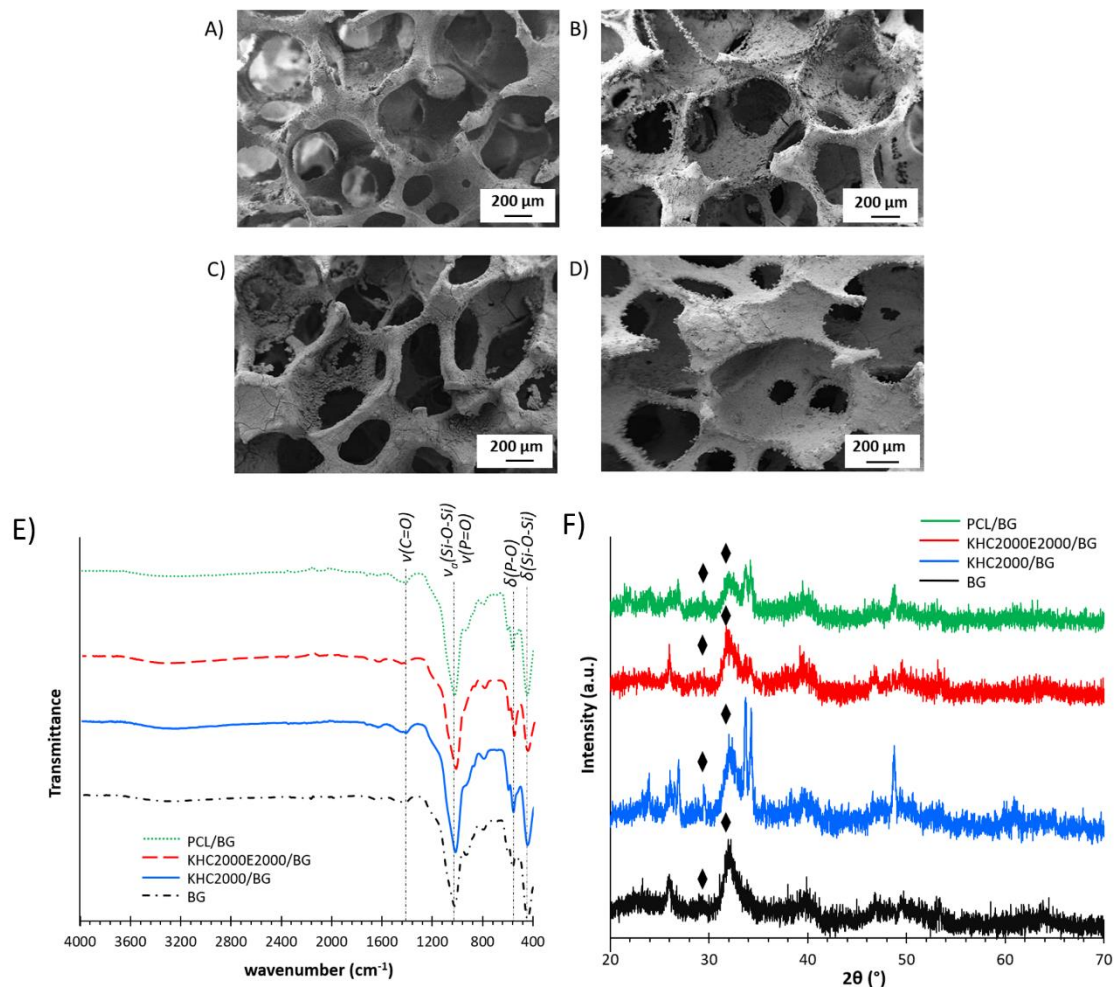 A)
200 µm
B)
200 µm
C)
200 µm
D)
200 µm
E)
ν(C=O)
νa(Si-O-Si)
ν(P=O)
δ(P-O)
δ(Si-O-Si)
Transmittance
PCL/BG
KHC2000E2000/BG
KHC2000/BG
BG
4000 3600 3200 2800 2400 2000 1600 1200 800 400
wavenumber (cm⁻¹)
F)
PCL/BG
KHC2000E2000/BG
KHC2000/BG
BG
Intensity (a.u.)
20 30 40 50 60 70
2θ (°)